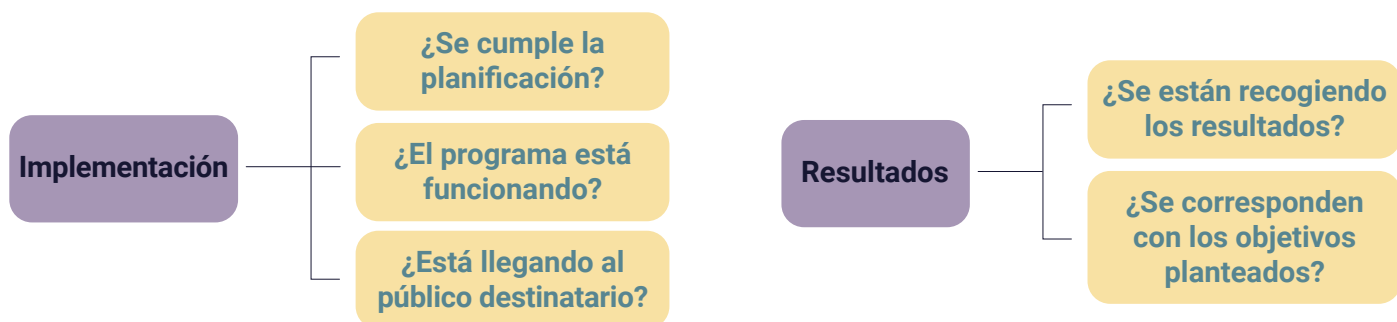 Implementación
¿Se cumple la
planificación?
¿El programa está
funcionando?
¿Está llegando al
público destinatario?
Resultados
¿Se están recogiendo
los resultados?
¿Se corresponden
con los objetivos
planteados?